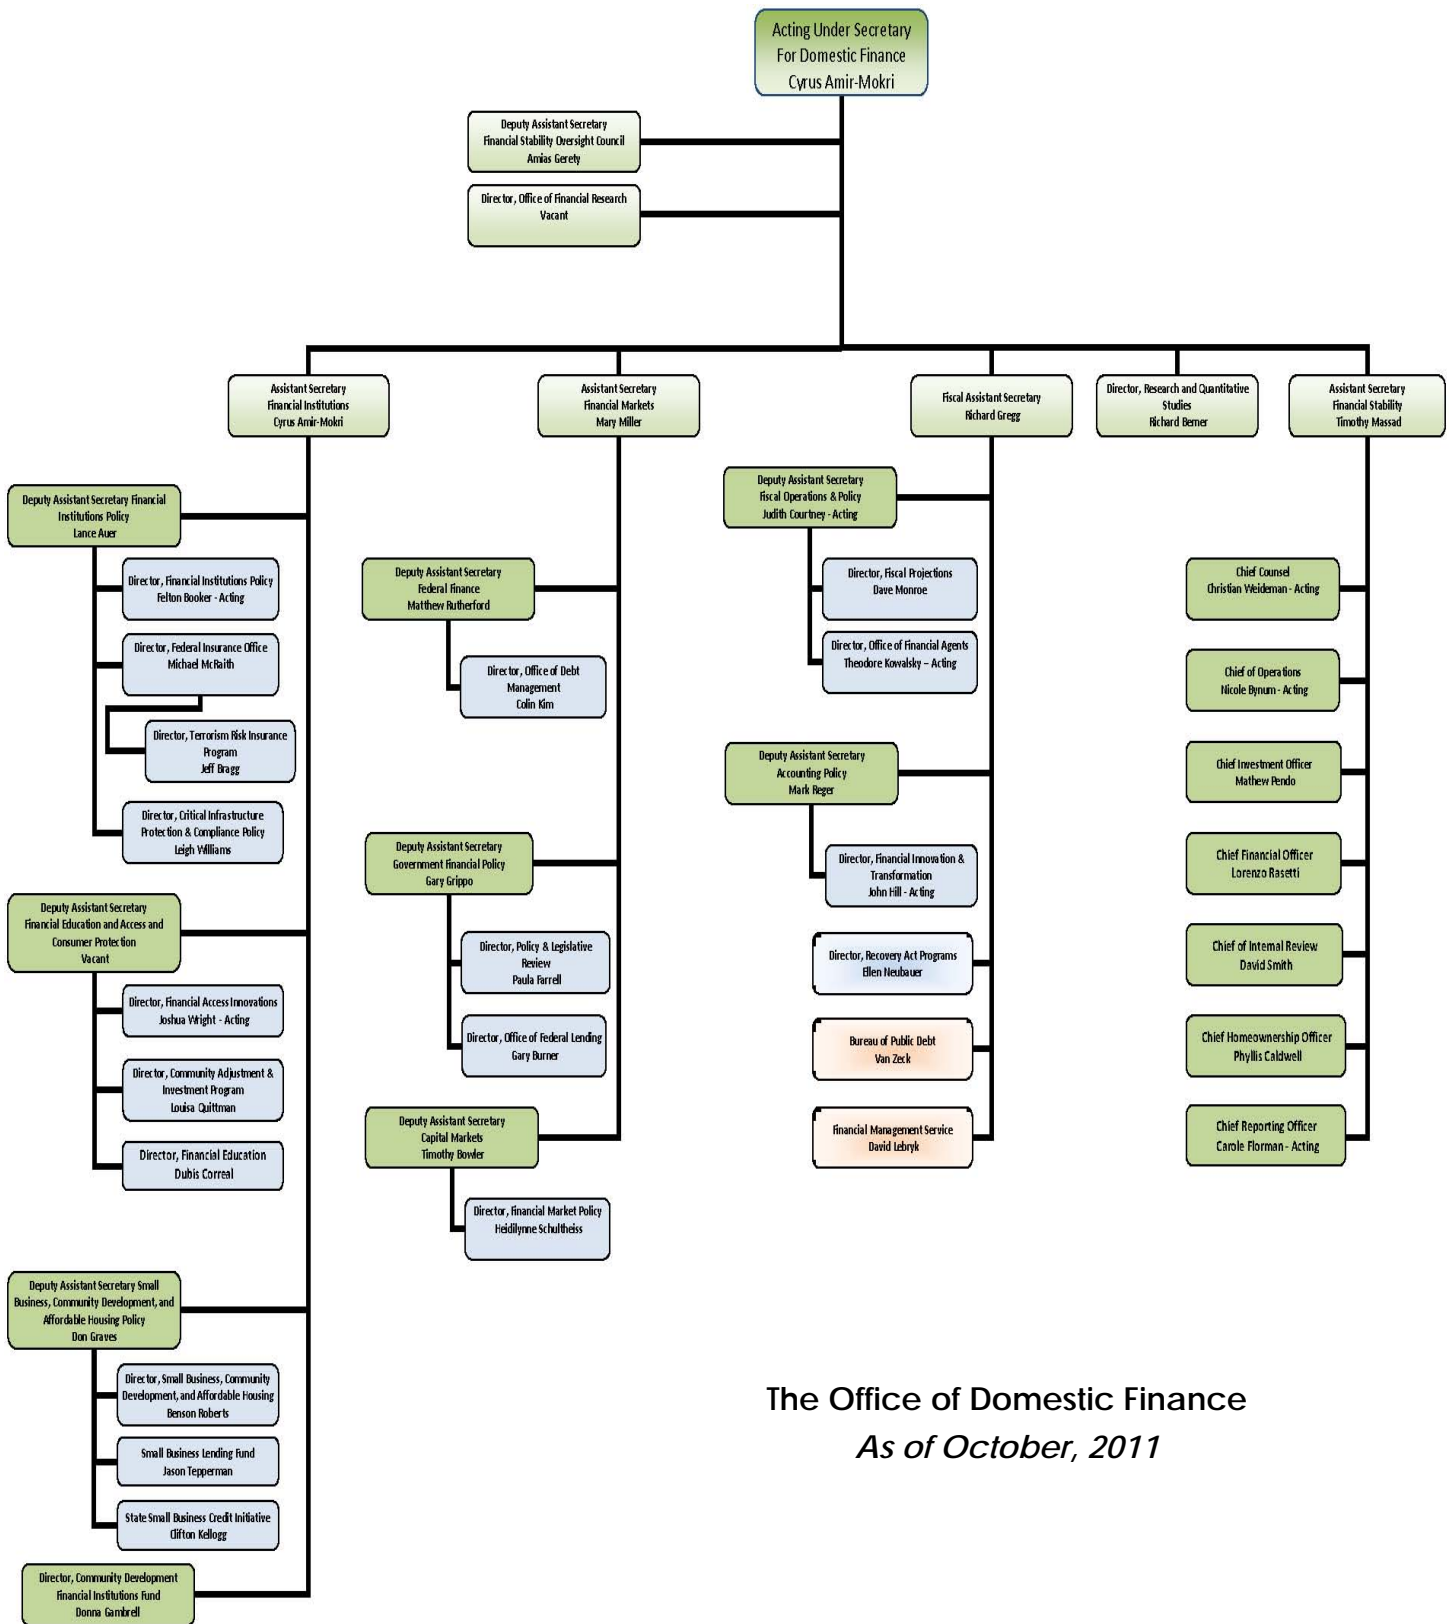 Acting Under Secretary
For Domestic Finance
Cyrus Amir-Mokri
Deputy Assistant Secretary
Financial Stability Oversight Council
Amias Gerety
Director, Office of Financial Research
Vacant
Assistant Secretary
Financial Institutions
Cyrus Amir-Mokri
Assistant Secretary
Financial Markets
Mary Miller
Fiscal Assistant Secretary
Richard Gregg
Director, Research and Quantitative
Studies
Richard Berner
Assistant Secretary
Financial Stability
Timothy Massad
Deputy Assistant Secretary Financial
Institutions Policy
Lance Auer
Director, Financial Institutions Policy
Felton Booker - Acting
Director, Federal Insurance Office
Michael McRaith
Director, Terrorism Risk Insurance
Program
Jeff Bragg
Director, Critical Infrastructure
Protection & Compliance Policy
Leigh Williams
Deputy Assistant Secretary
Financial Education and Access and
Consumer Protection
Vacant
Director, Financial Access Innovations
Joshua Wright - Acting
Director, Community Adjustment &
Investment Program
Louisa Quittman
Director, Financial Education
Dubis Correal
Deputy Assistant Secretary Small
Business, Community Development, and
Affordable Housing Policy
Don Graves
Director, Small Business, Community
Development, and Affordable Housing
Benson Roberts
Small Business Lending Fund
Jason Tepperman
State Small Business Credit Initiative
Clifton Kellogg
Director, Community Development
Financial Institutions Fund
Donna Gambrell
Deputy Assistant Secretary
Federal Finance
Matthew Rutherford
Director, Office of Debt
Management
Colin Kim
Deputy Assistant Secretary
Government Financial Policy
Gary Grippo
Director, Policy & Legislative
Review
Paula Farrell
Director, Office of Federal Lending
Gary Burner
Deputy Assistant Secretary
Capital Markets
Timothy Bowler
Director, Financial Market Policy
Heidilynne Schultheiss
Deputy Assistant Secretary
Fiscal Operations & Policy
Judith Courtney - Acting
Director, Fiscal Projections
Dave Monroe
Director, Office of Financial Agents
Theodore Kowalsky – Acting
Deputy Assistant Secretary
Accounting Policy
Mark Reger
Director, Financial Innovation &
Transformation
John Hill - Acting
Director, Recovery Act Programs
Ellen Neubauer
Bureau of Public Debt
Van Zeck
Financial Management Service
David Lebryk
Chief Counsel
Christian Weideman - Acting
Chief of Operations
Nicole Bynum - Acting
Chief Investment Officer
Mathew Pendo
Chief Financial Officer
Lorenzo Rasetti
Chief of Internal Review
David Smith
Chief Homeownership Officer
Phyllis Caldwell
Chief Reporting Officer
Carole Florman - Acting
The Office of Domestic Finance
As of October, 2011